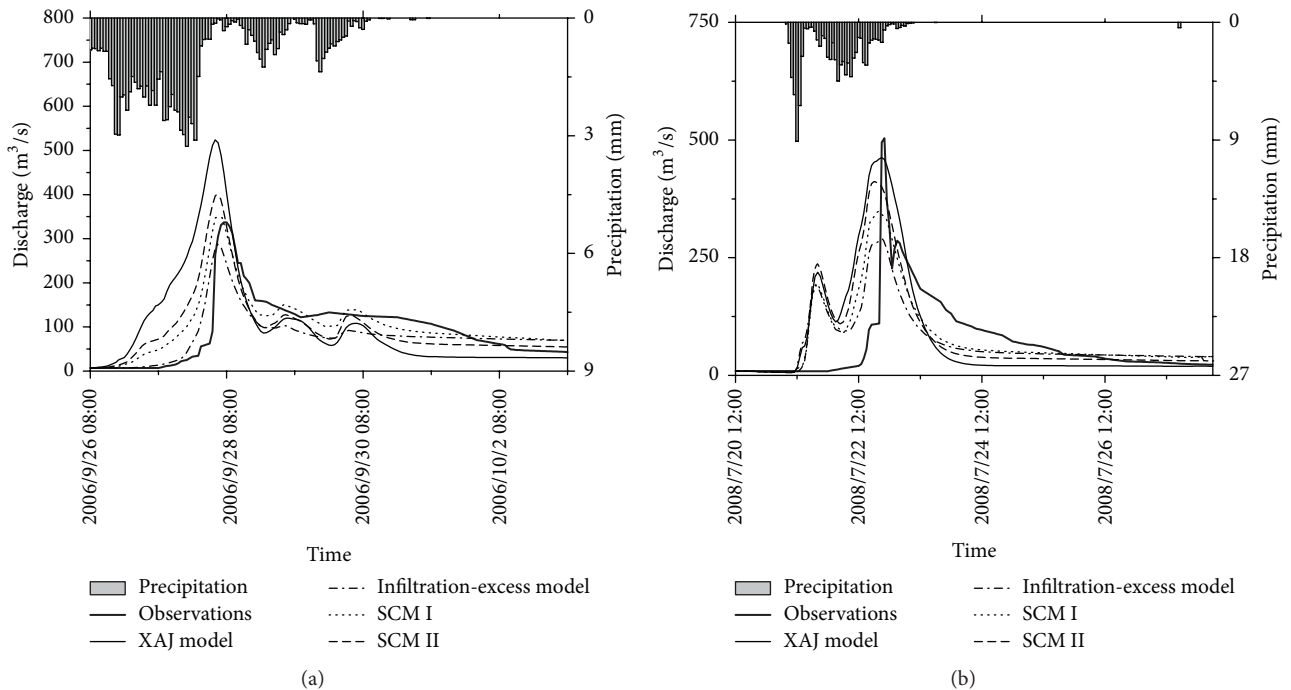 800
700
600
500
400
300
200
100
0
Discharge (m³/s)
0
3
6
9
Precipitation (mm)
2006/9/26 08:00
2006/9/28 08:00
2006/9/30 08:00
2006/10/2 08:00
Time
Precipitation
Observations
XAJ model
Infiltration-excess model
SCM I
SCM II
(a)
750
500
250
0
Discharge (m³/s)
0
9
18
27
Precipitation (mm)
2008/7/20 12:00
2008/7/22 12:00
2008/7/24 12:00
2008/7/26 12:00
Time
Precipitation
Observations
XAJ model
Infiltration-excess model
SCM I
SCM II
(b)